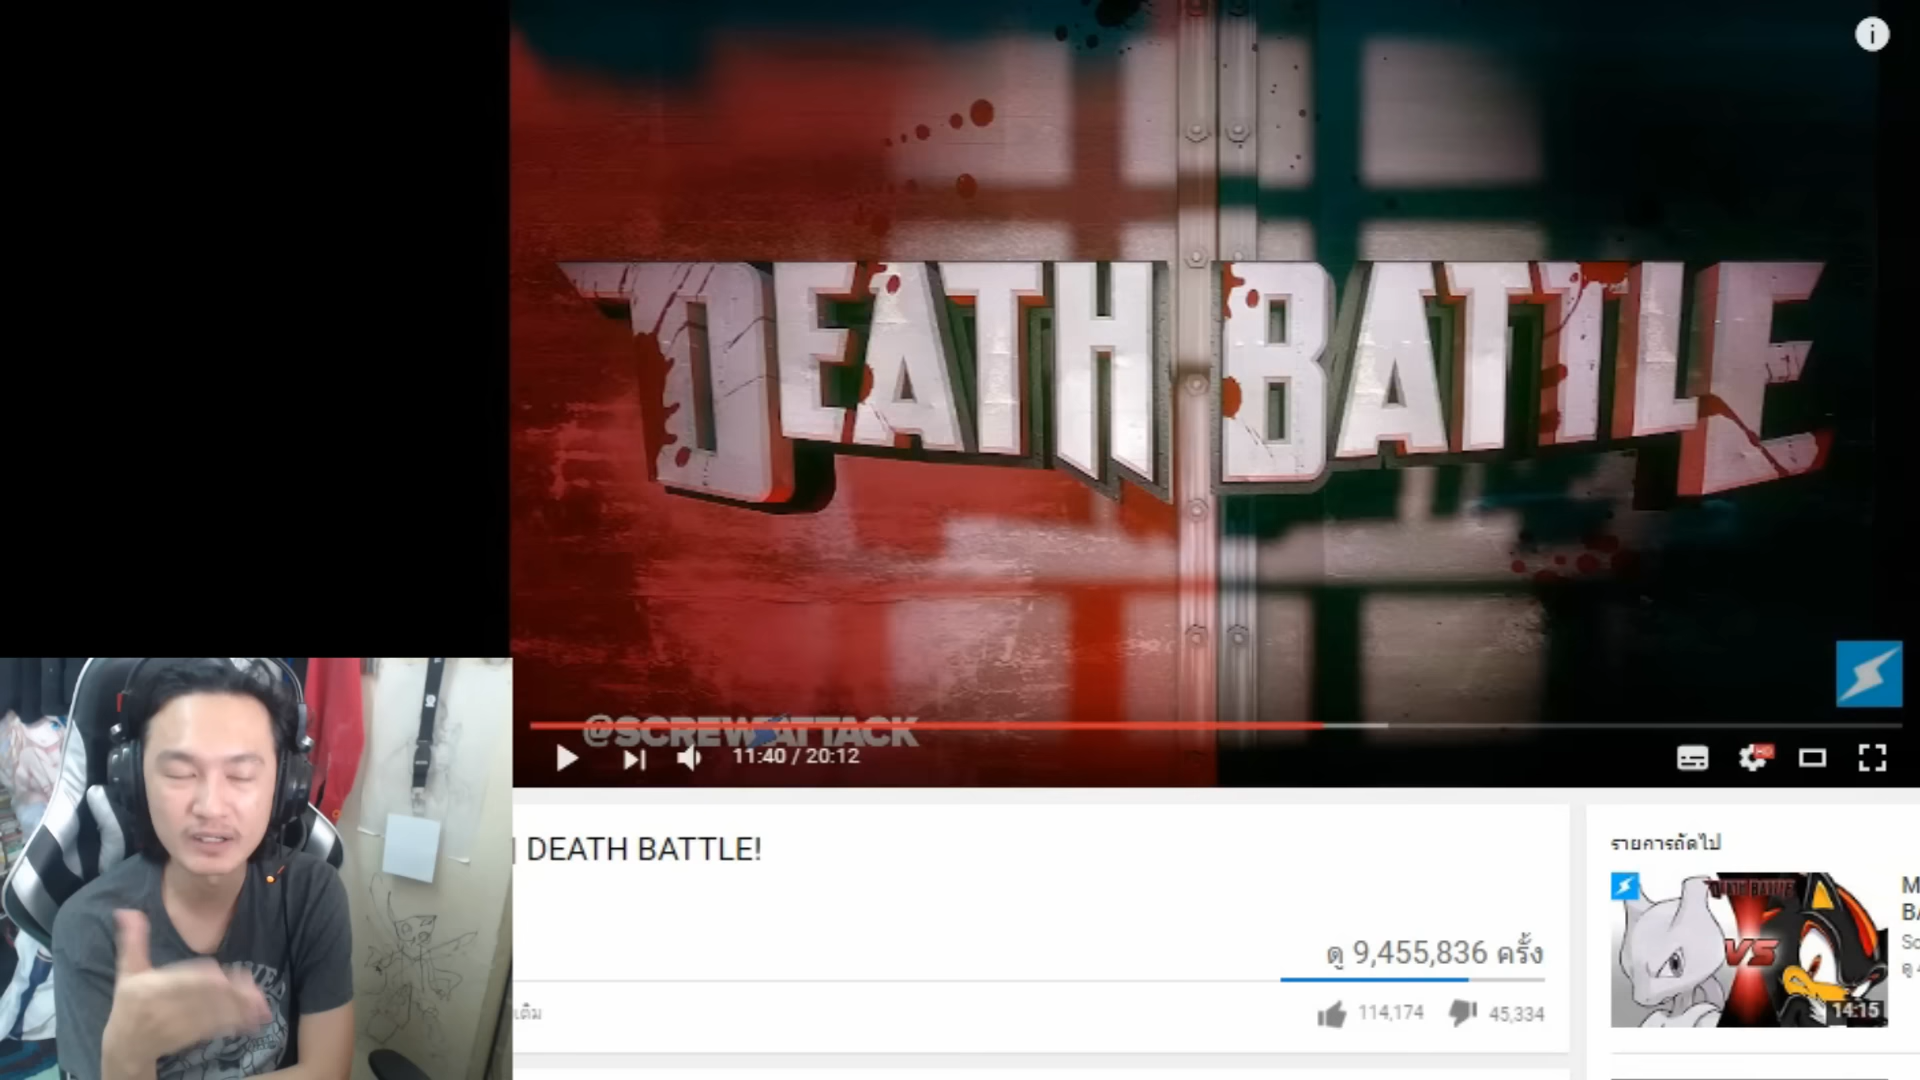 DEATH BATTLE
@SCREWATTACK
11:40 / 20:12
HD
DEATH BATTLE!
ดู 9,455,836 ครั้ง
114,174
45,334
รายการถัดไป
DEATH BATTLE
VS
14:15